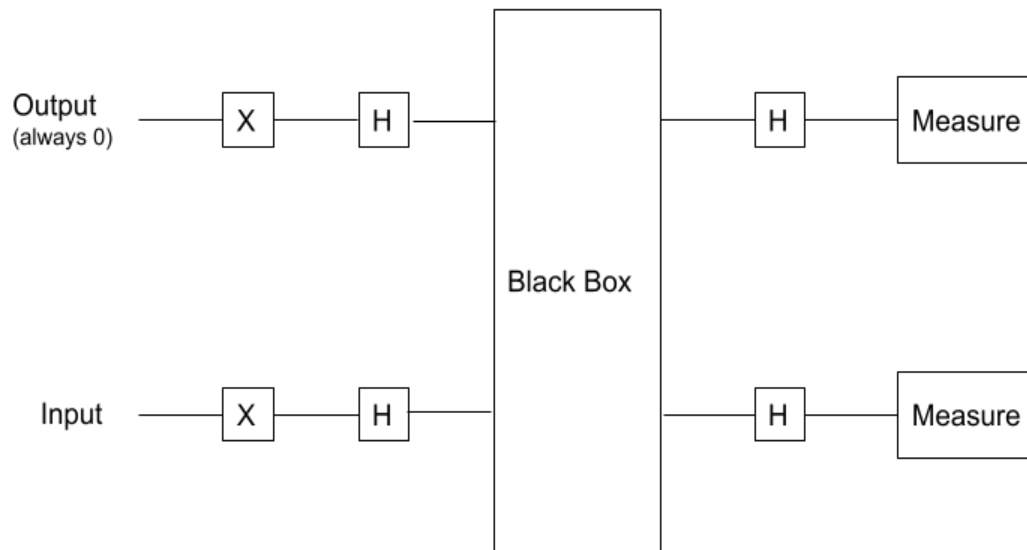 Output
(always 0)
X
H
H
Measure
Black Box
Input
X
H
H
Measure